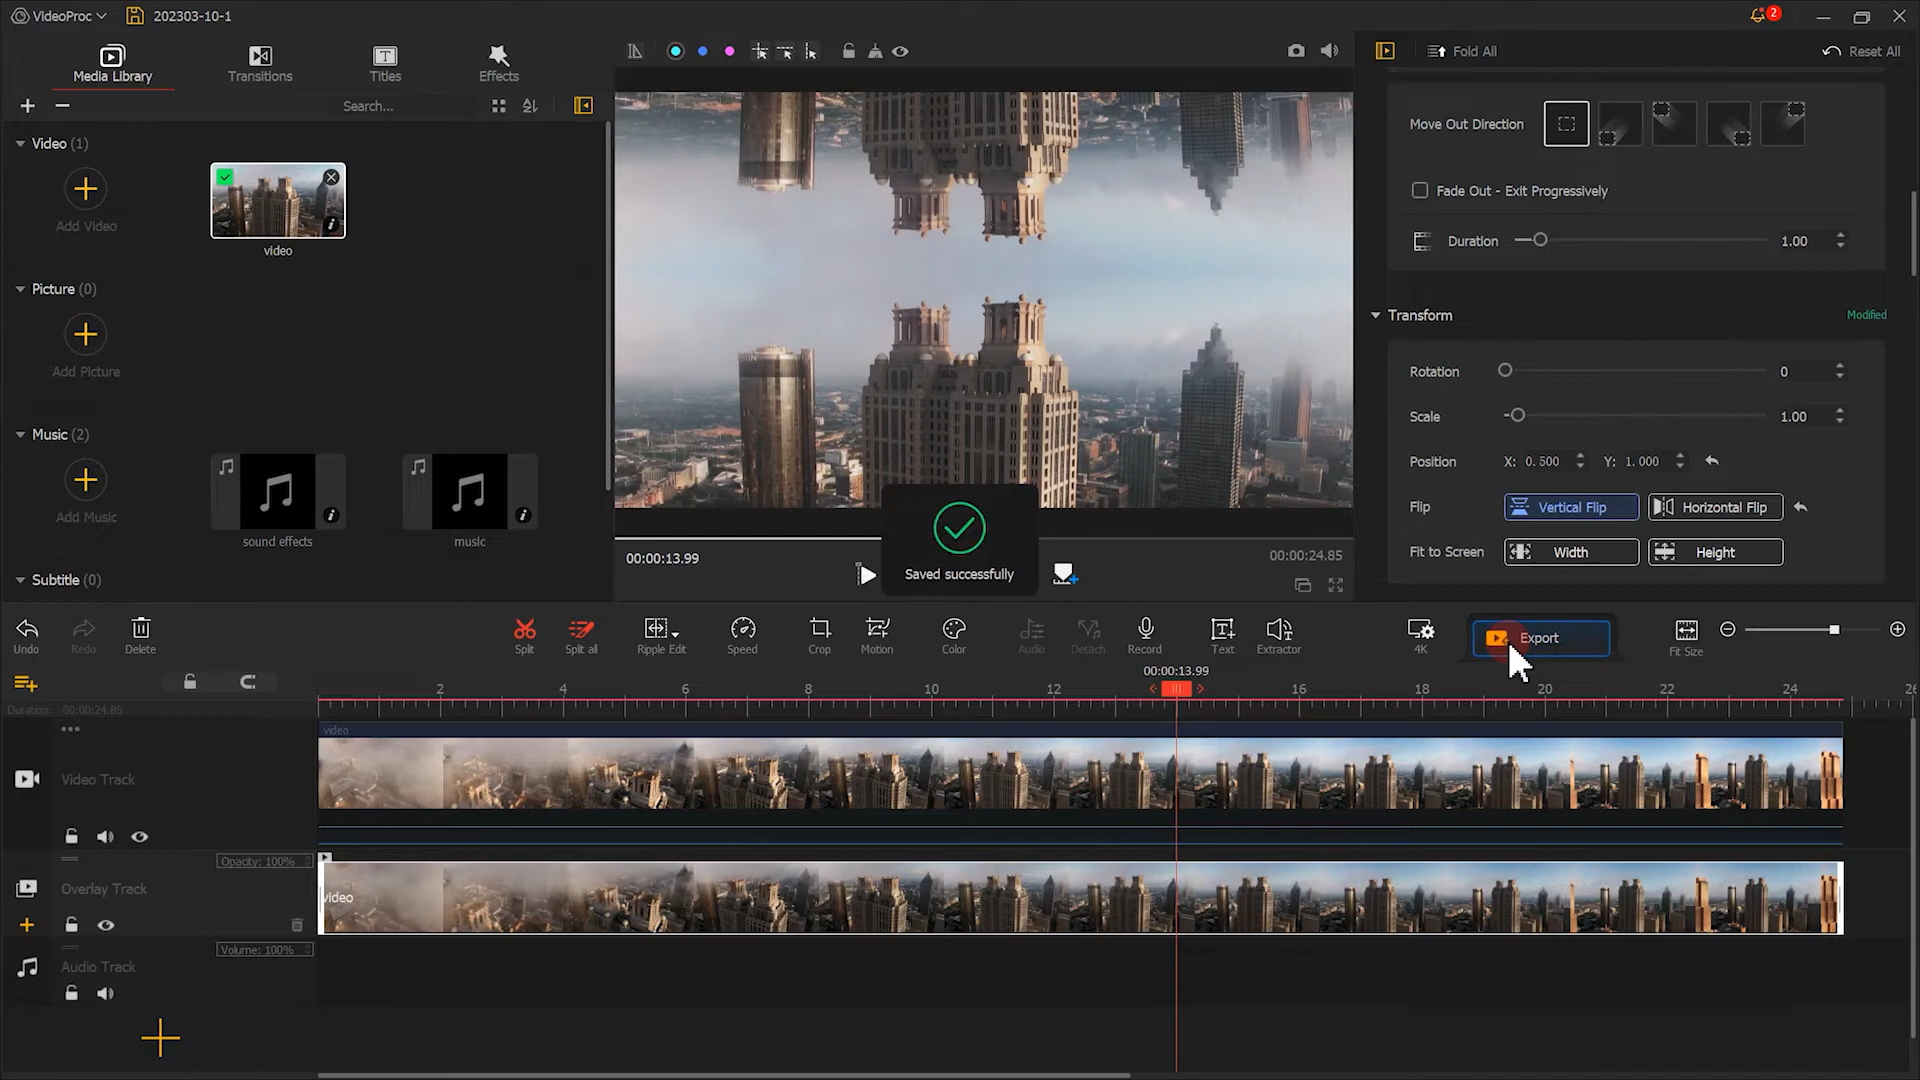 VideoProc
202303-10-1
2
Media Library
Transitions
Titles
Effects
Search...
Fold All
Reset All
Video (1)
Add Video
video
Picture (0)
Add Picture
Music (2)
Add Music
sound effects
music
Subtitle (0)
Move Out Direction
Fade Out - Exit Progressively
Duration
1.00
Transform
Modified
Rotation
0
Scale
1.00
Position
X: 0.500
Y: 1.000
Flip
Vertical Flip
Horizontal Flip
Fit to Screen
Width
Height
00:00:13.99
00:00:24.85
Saved successfully
Undo
Redo
Delete
Split
Split all
Ripple Edit
Speed
Crop
Motion
Color
Audio
Detach
Record
Text
Extractor
4K
Export
Fit Size
00:00:13.99
2 4 6 8 10 12 16 18 20 22 24 26
Duration: 00:00:24.85
video
Video Track
Opacity: 100%
Overlay Track
video
Volume: 100%
Audio Track